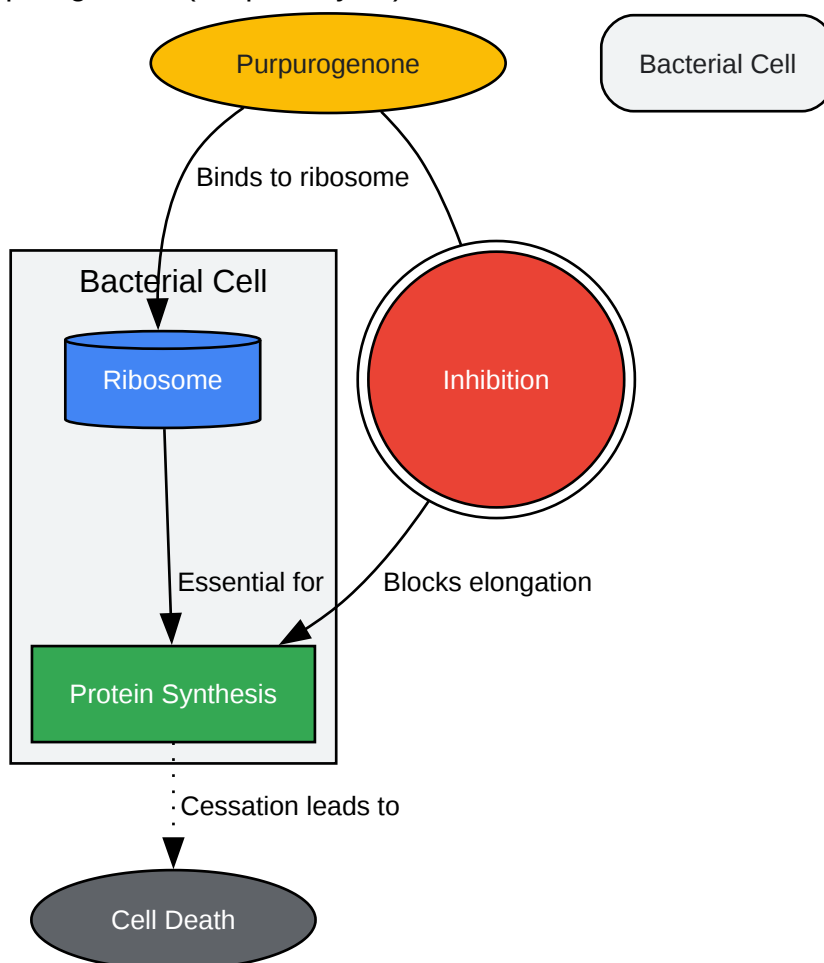 Purpurogenone
Bacterial Cell
Binds to ribosome
Bacterial Cell
Ribosome
Inhibition
Essential for
Blocks elongation
Protein Synthesis
Cessation leads to
Cell Death